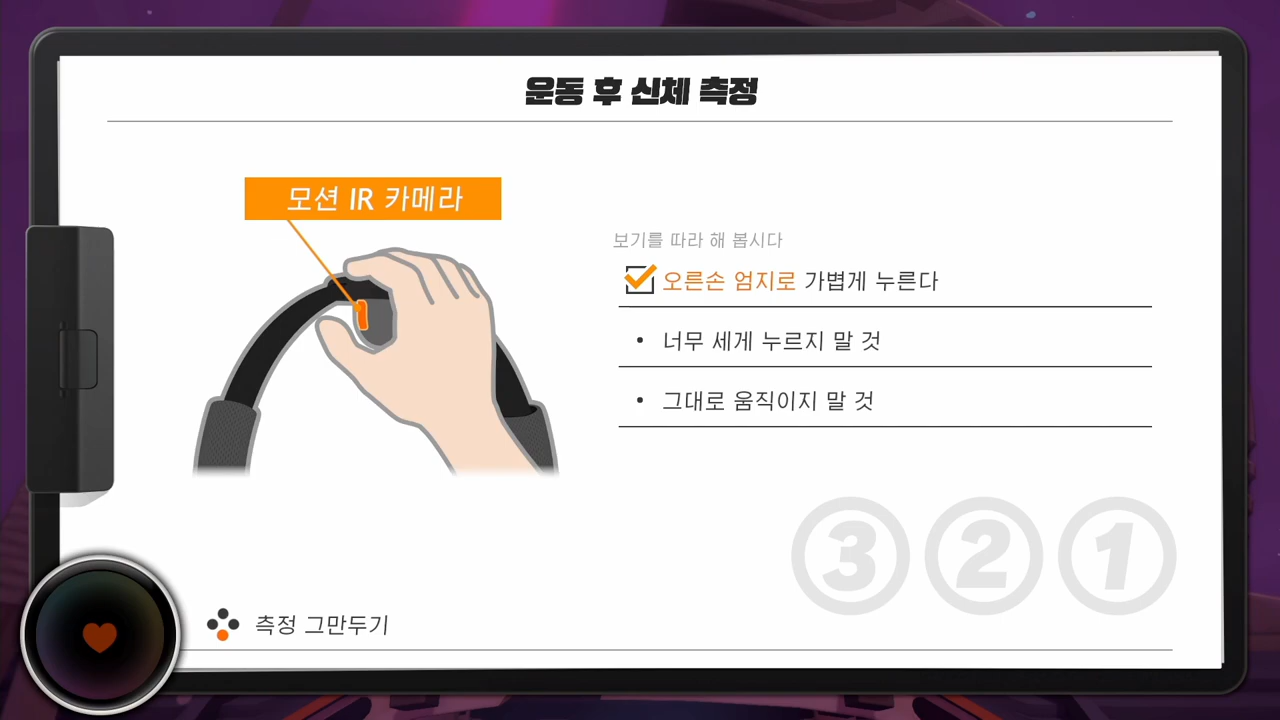 운동 후 신체 측정
모션 IR 카메라
보기를 따라 해 봅시다
오른손 엄지로 가볍게 누른다
• 너무 세게 누르지 말 것
• 그대로 움직이지 말 것
3 2 1
측정 그만두기